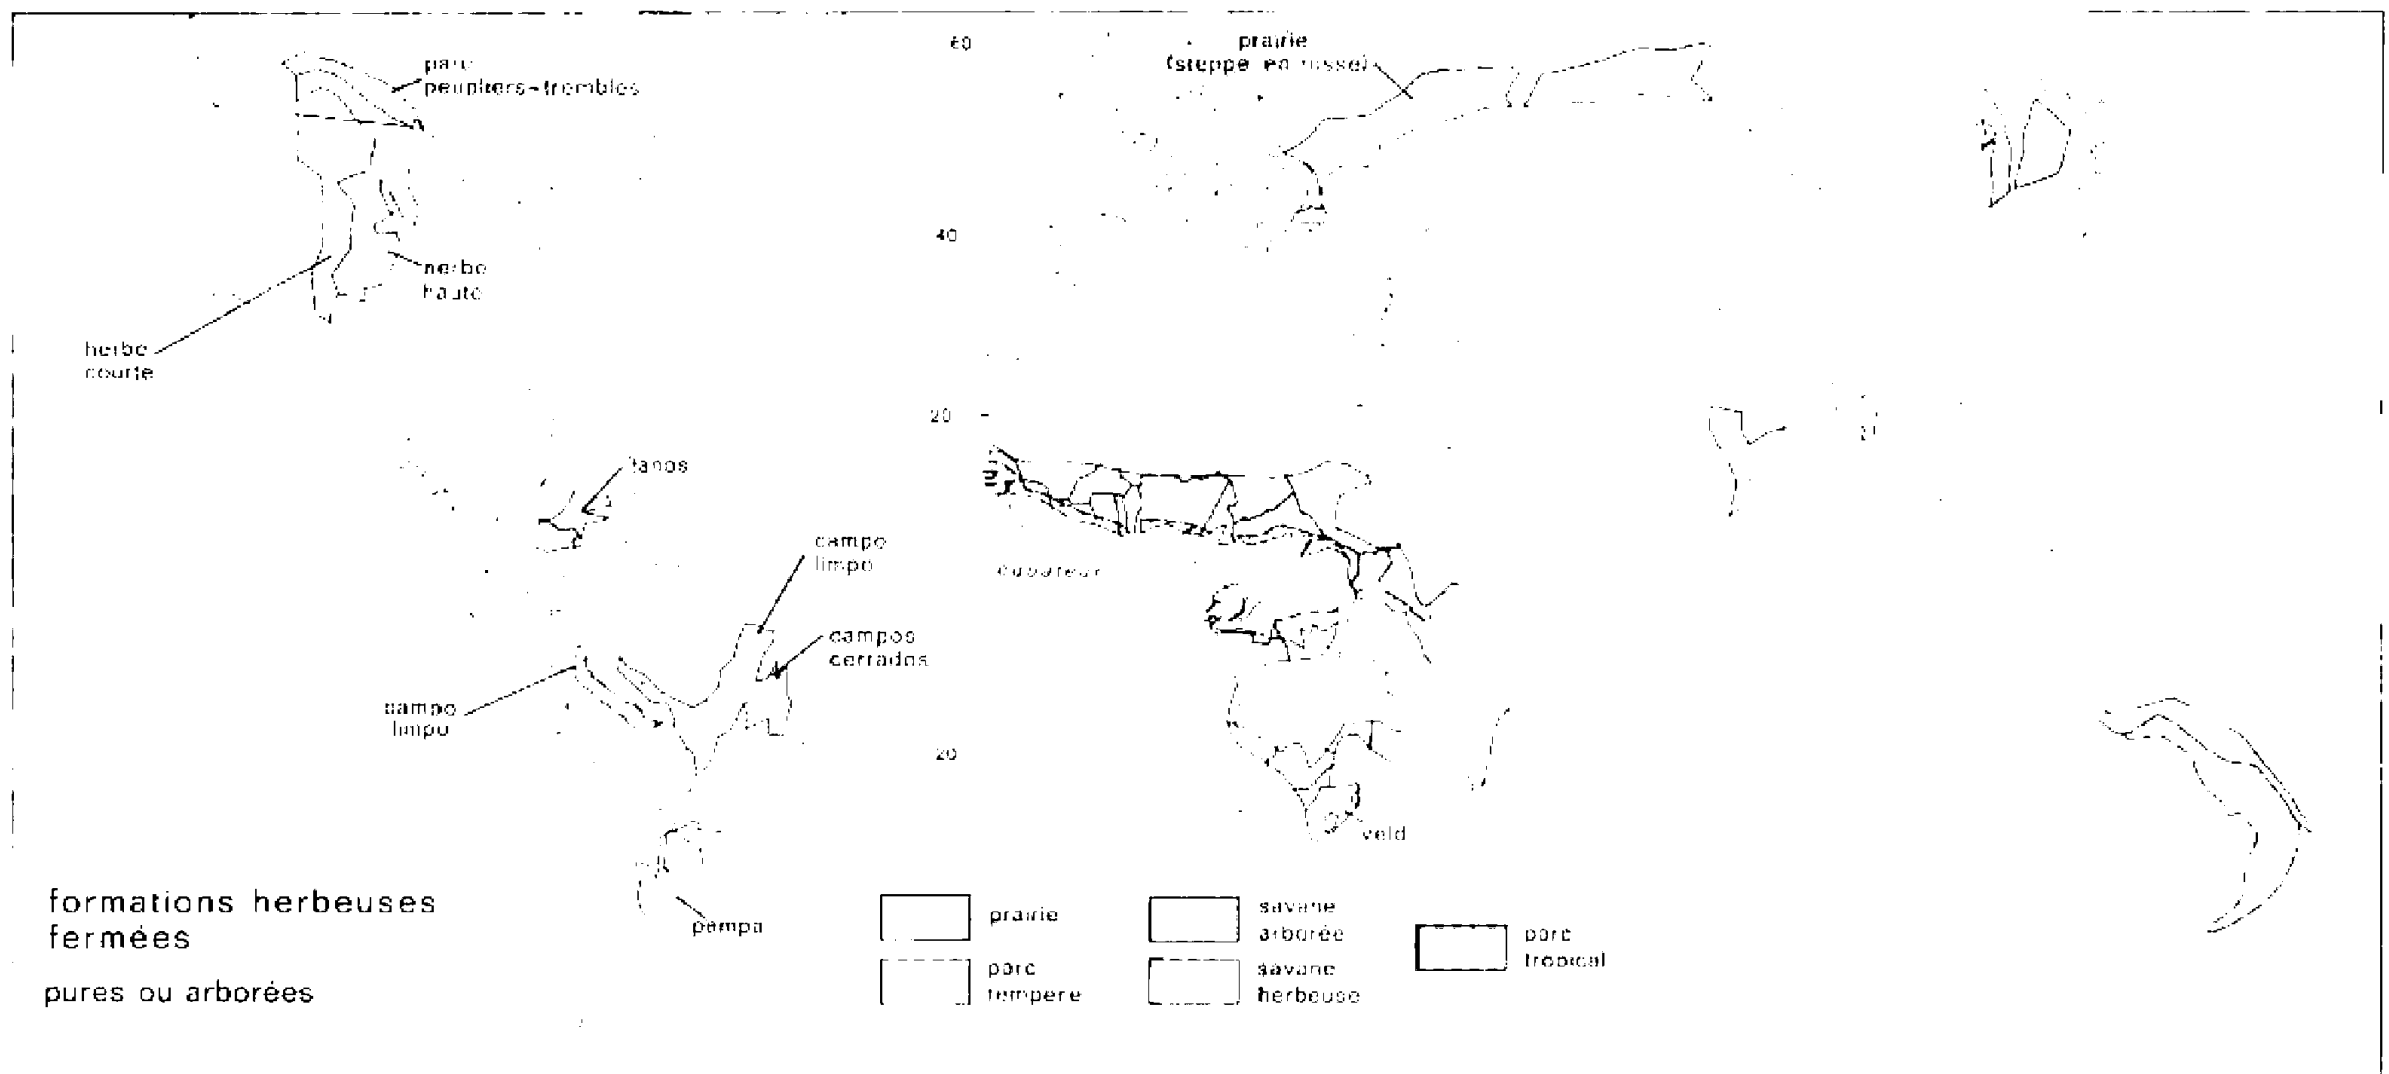 60
prairie
(steppe en russe)
parc
peupliers-trembles
40
herbe
haute
herbe
courte
20
llanos
campo
limpo
équateur
campos
cerrados
campo
limpo
20
veld
pampa
formations herbeuses
fermées
pures ou arborées
prairie
parc
tempéré
savane
arborée
savane
herbeuse
parc
tropical